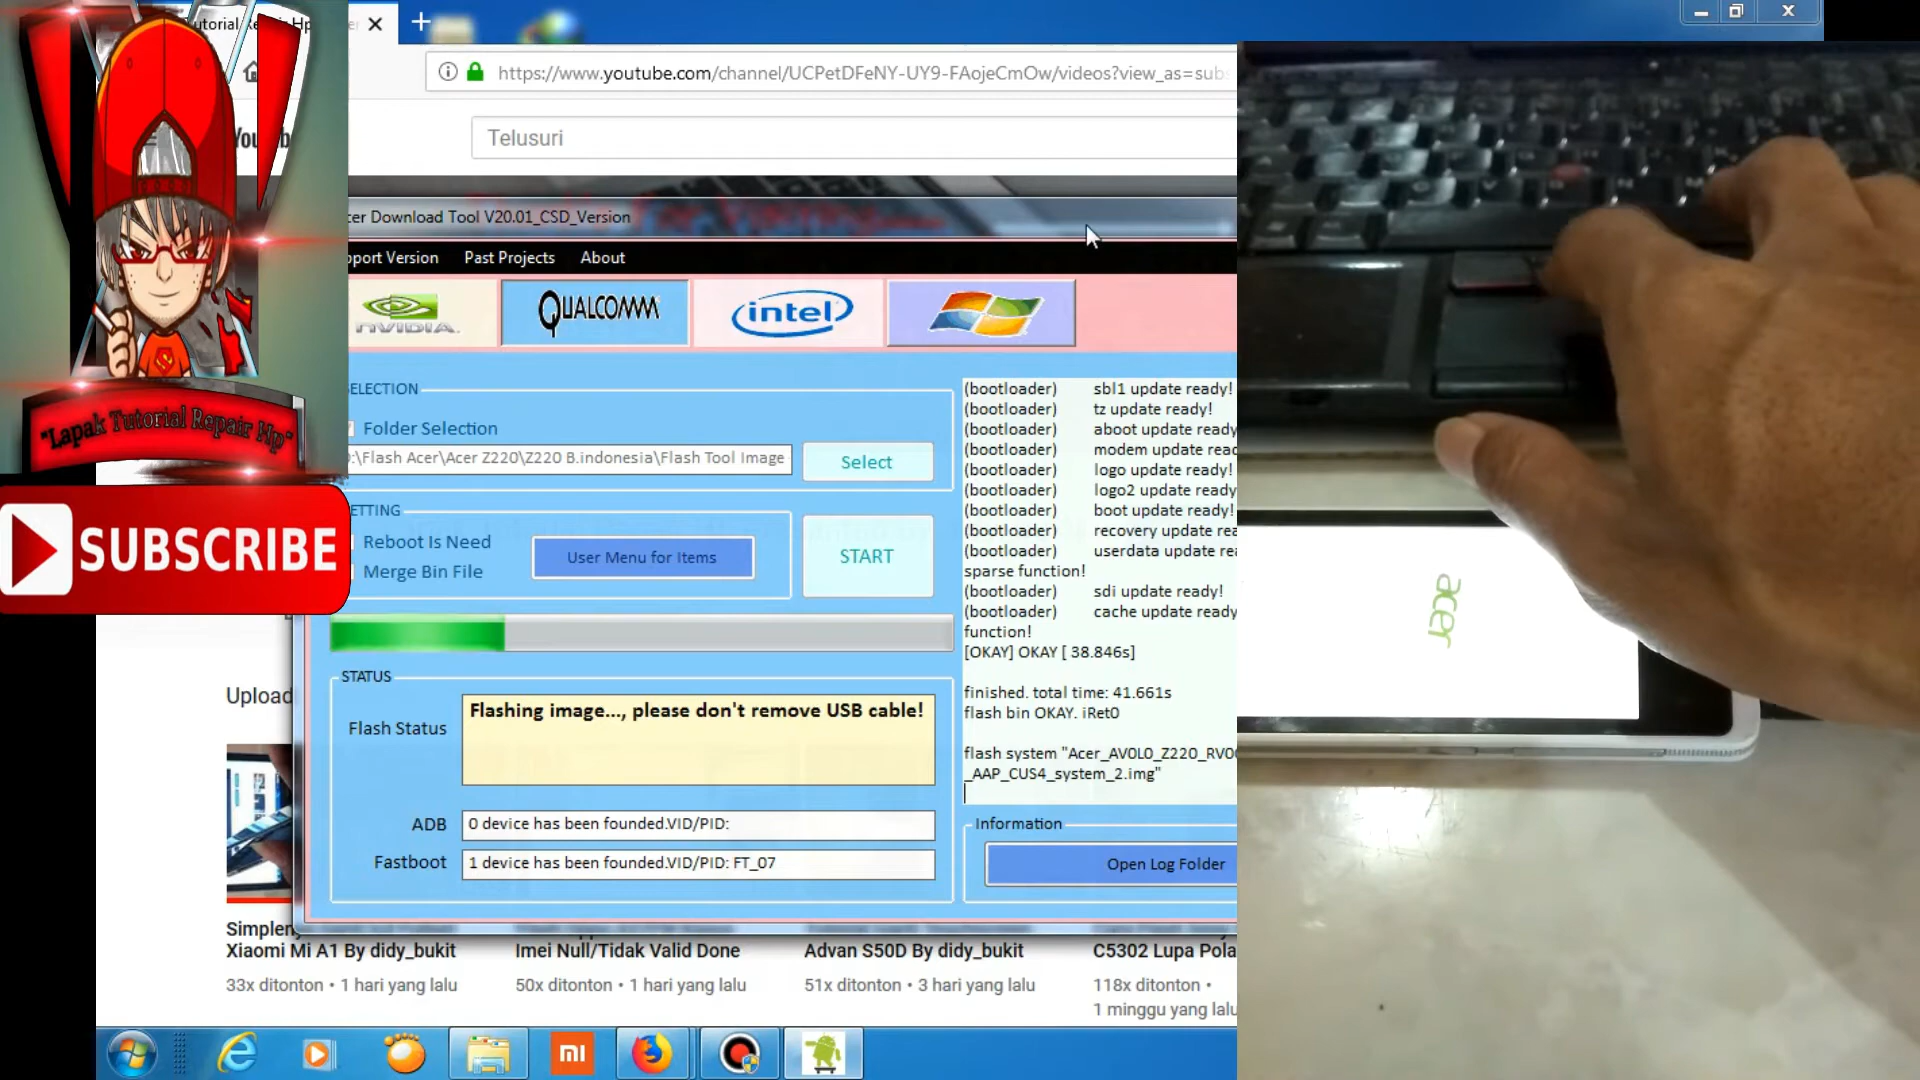 Tutorial Re
https://www.youtube.com/channel/UCPetDFeNY-UY9-FAojeCmOw/videos?view_as=subs
Telusuri
"Lapak Tutorial Repair Hp"
SUBSCRIBE
cer Download Tool V20.01_CSD_Version
pport Version
Past Projects
About
NVIDIA.
QUALCOMM
intel
ELECTION
Folder Selection
:\Flash Acer\Acer Z220\Z220 B.indonesia\Flash Tool Image
Select
ETTING
Reboot Is Need
Merge Bin File
User Menu for Items
START
STATUS
Flash Status
Flashing image..., please don't remove USB cable!
ADB
0 device has been founded.VID/PID:
Fastboot
1 device has been founded.VID/PID: FT_07
(bootloader) sbl1 update ready!
(bootloader) tz update ready!
(bootloader) aboot update ready
(bootloader) modem update rea
(bootloader) logo update ready!
(bootloader) logo2 update ready
(bootloader) boot update ready!
(bootloader) recovery update rea
(bootloader) userdata update rea
sparse function!
(bootloader) sdi update ready!
(bootloader) cache update ready
function!
[OKAY] OKAY [ 38.846s]
finished. total time: 41.661s
flash bin OKAY. iRet0
flash system "Acer_AV0L0_Z220_RV0
_AAP_CUS4_system_2.img"
Information
Open Log Folder
acer
Upload
Simpleny
Xiaomi Mi A1 By didy_bukit
33x ditonton • 1 hari yang lalu
Imei Null/Tidak Valid Done
50x ditonton • 1 hari yang lalu
Advan S50D By didy_bukit
51x ditonton • 3 hari yang lalu
C5302 Lupa Pola
118x ditonton •
1 minggu yang lalu
mi